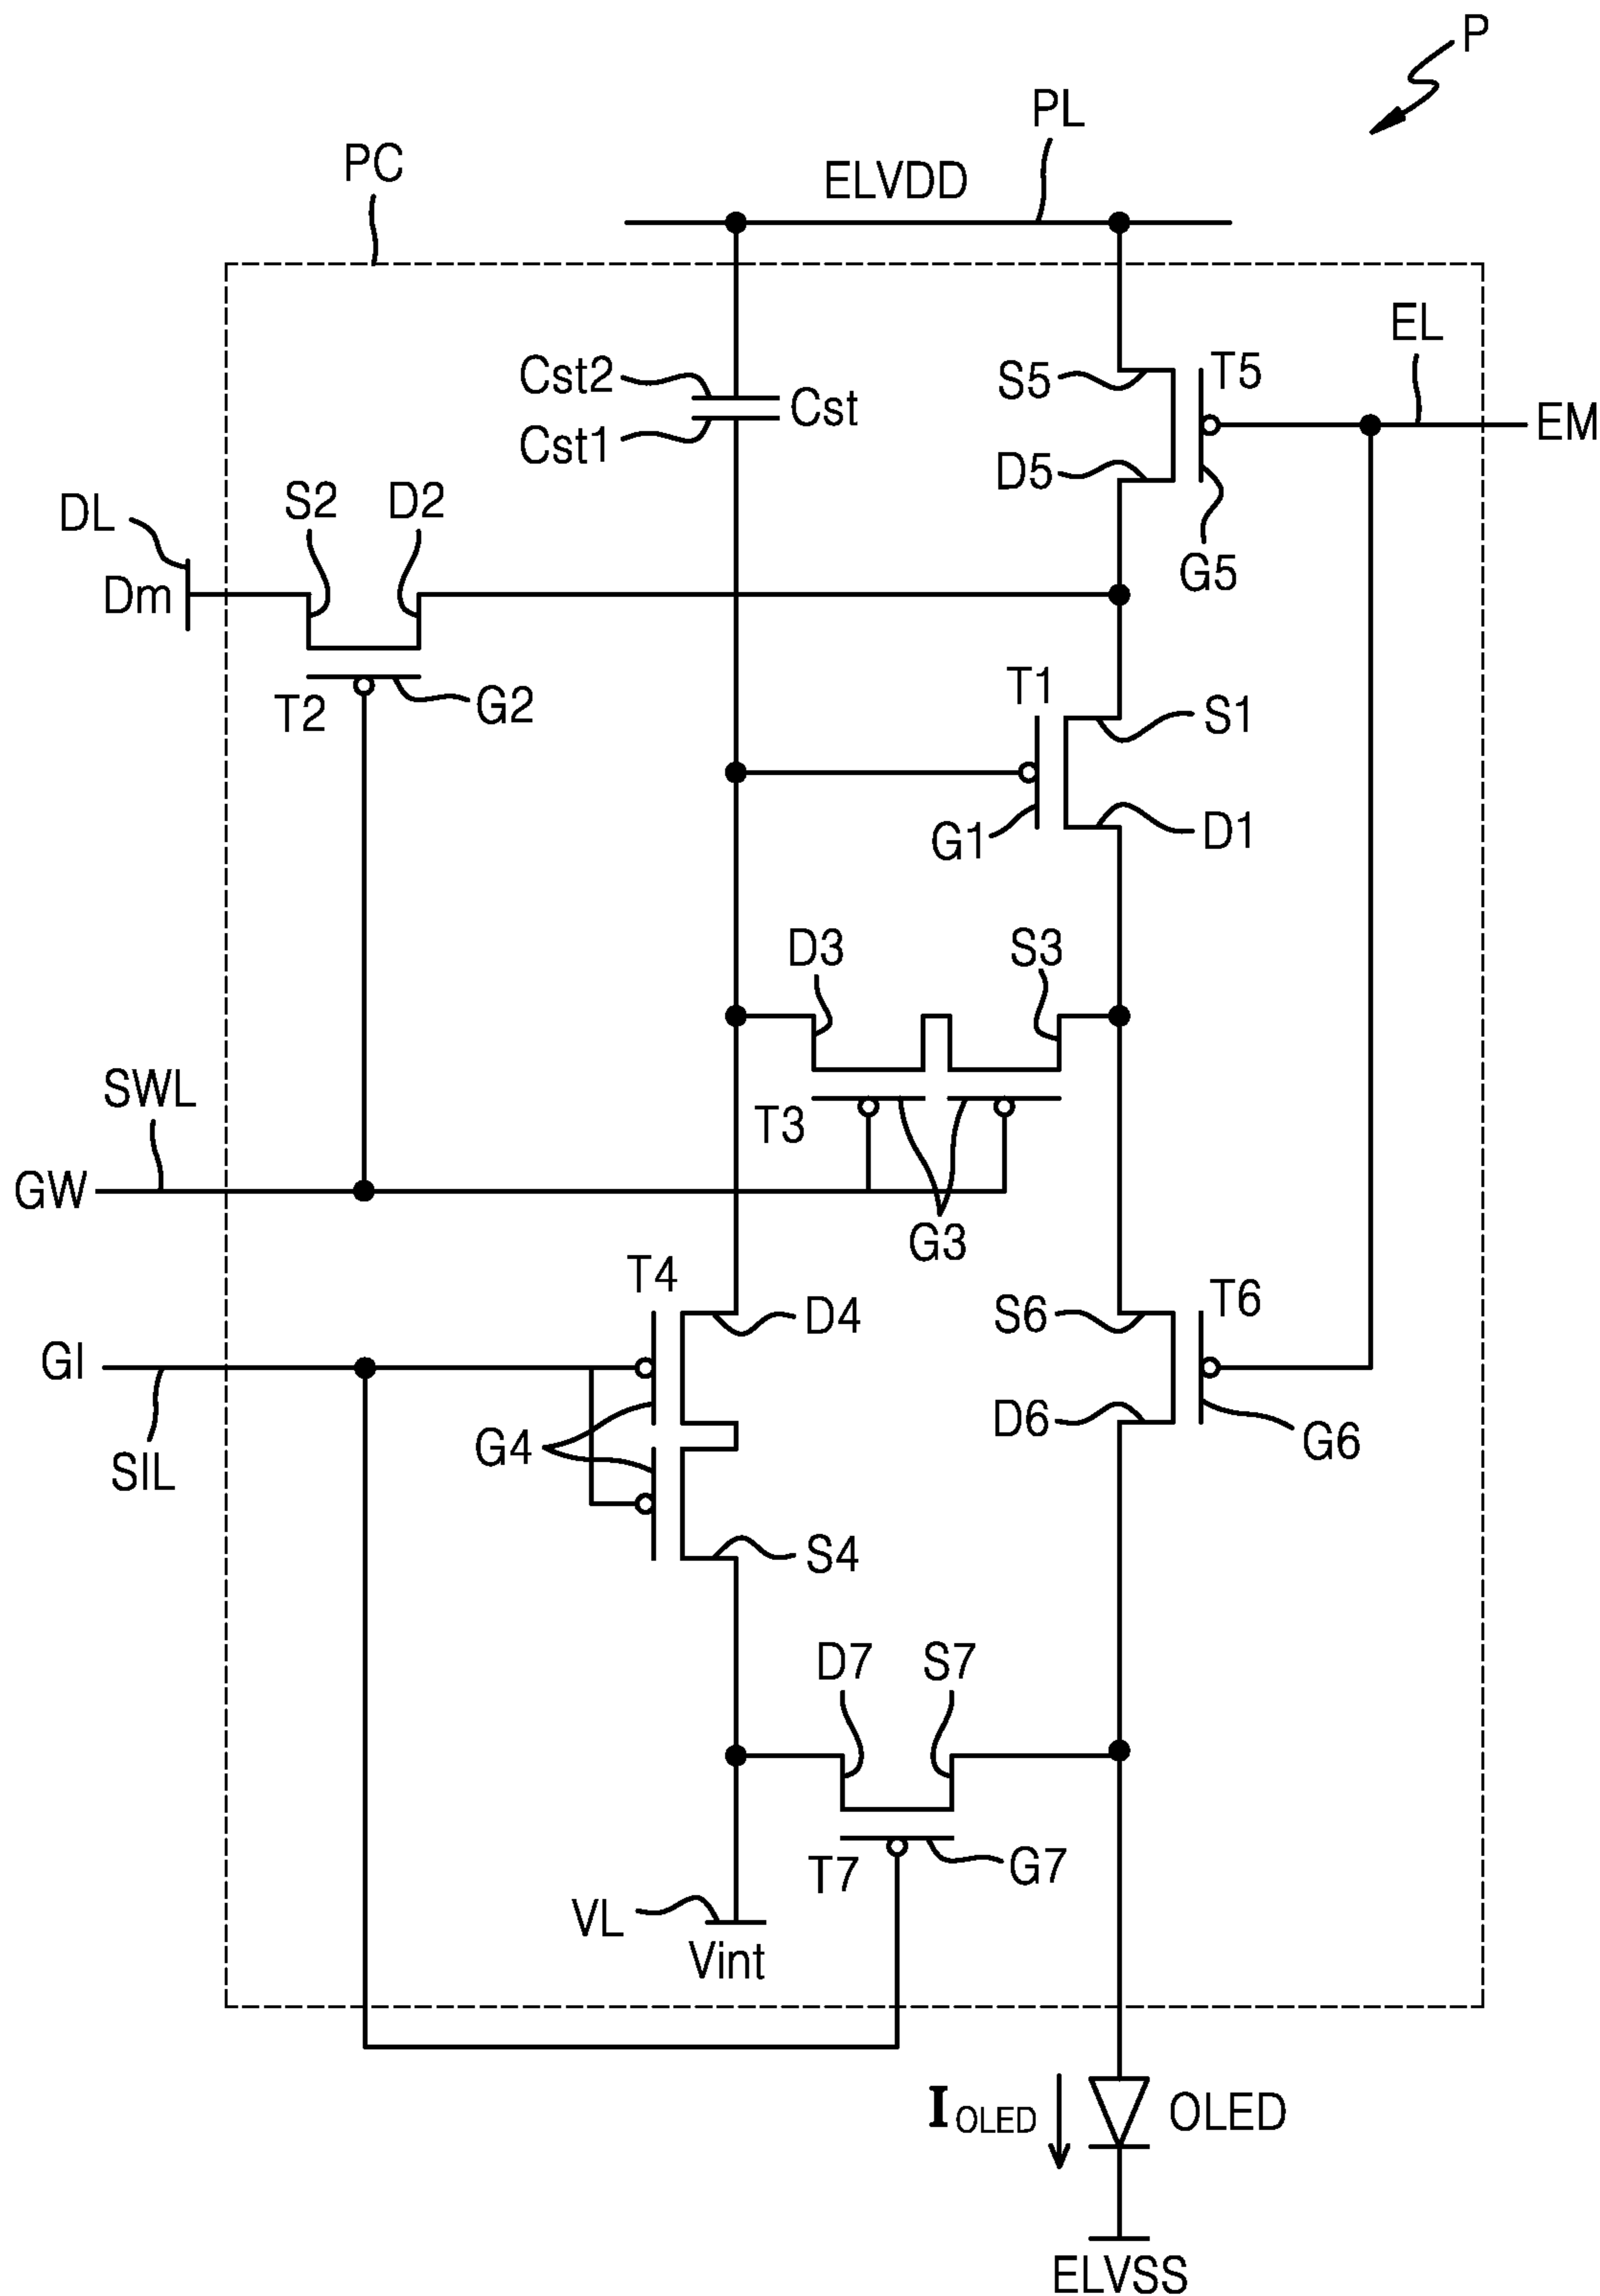 P
PL
PC
ELVDD
EL
Cst2
S5
T5
Cst
EM
Cst1
D5
S2
D2
DL
G5
Dm
T1
T2
G2
S1
G1
D1
D3
S3
SWL
T3
GW
G3
T4
T6
D4
S6
GI
D6
G4
G6
SIL
S4
D7
S7
T7
G7
VL
Vint
IOLED
OLED
ELVSS